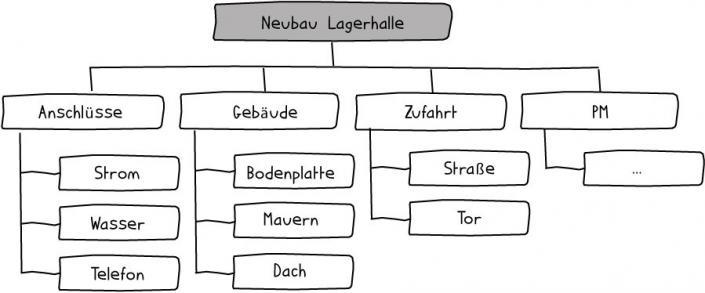 Neubau Lagerhalle
Anschlüsse
Gebäude
Zufahrt
PM
Strom
Bodenplatte
Straße
...
Wasser
Mauern
Tor
Telefon
Dach